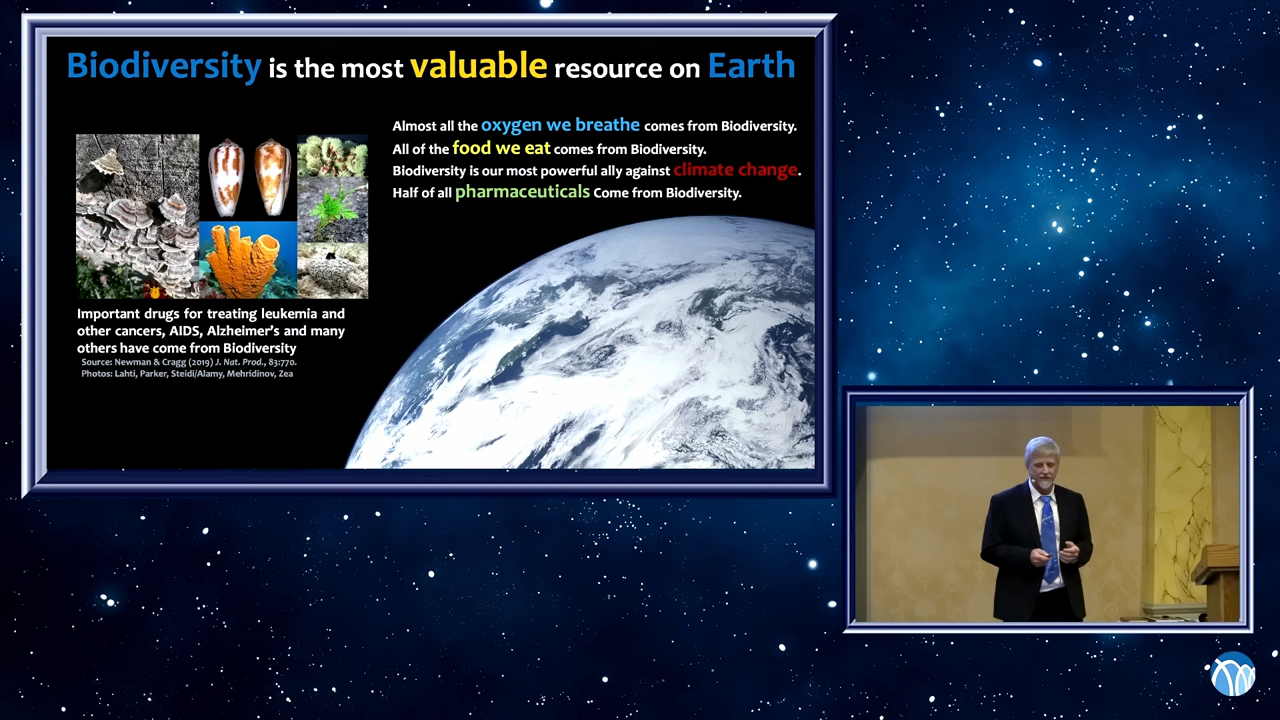 Biodiversity is the most valuable resource on Earth
Almost all the oxygen we breathe comes from Biodiversity.
All of the food we eat comes from Biodiversity.
Biodiversity is our most powerful ally against climate change.
Half of all pharmaceuticals Come from Biodiversity.
Important drugs for treating leukemia and
other cancers, AIDS, Alzheimer's and many
others have come from Biodiversity
Source: Newman & Cragg (2019) J. Nat. Prod., 83:770.
Photos: Lahti, Parker, Steidi/Alamy, Mehridinov, Zea